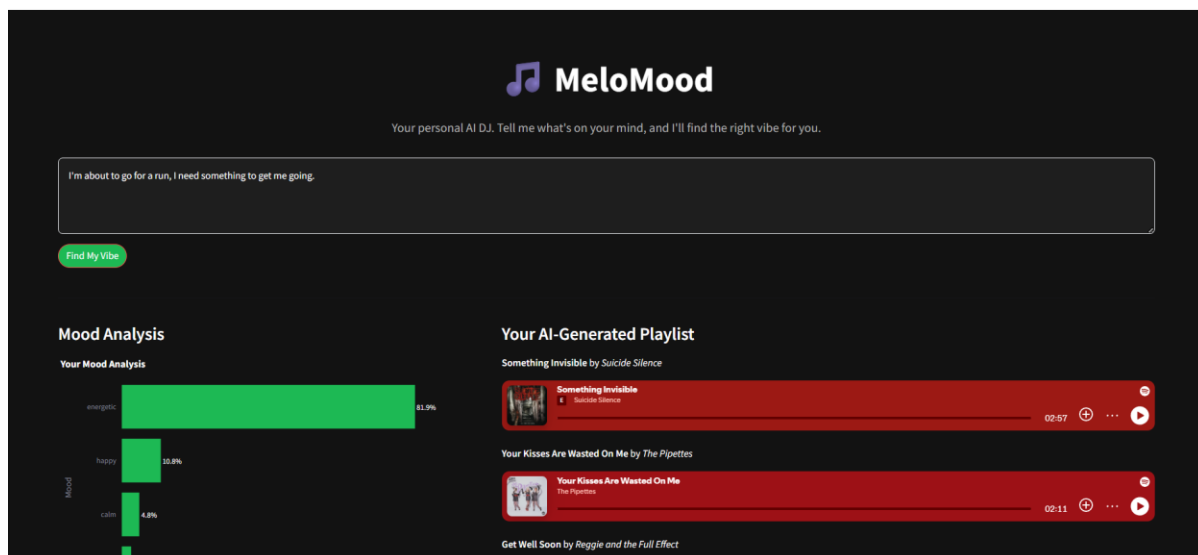 MeloMood
Your personal AI DJ. Tell me what's on your mind, and I'll find the right vibe for you.
I'm about to go for a run, I need something to get me going.
Find My Vibe
Mood Analysis
Your Mood Analysis
energetic
81.9%
happy
10.8%
Mood
calm
4.8%
Your AI-Generated Playlist
Something Invisible by Suicide Silence
Something Invisible
E Suicide Silence
02:57
Your Kisses Are Wasted On Me by The Pipettes
Your Kisses Are Wasted On Me
The Pipettes
02:11
Get Well Soon by Reggie and the Full Effect